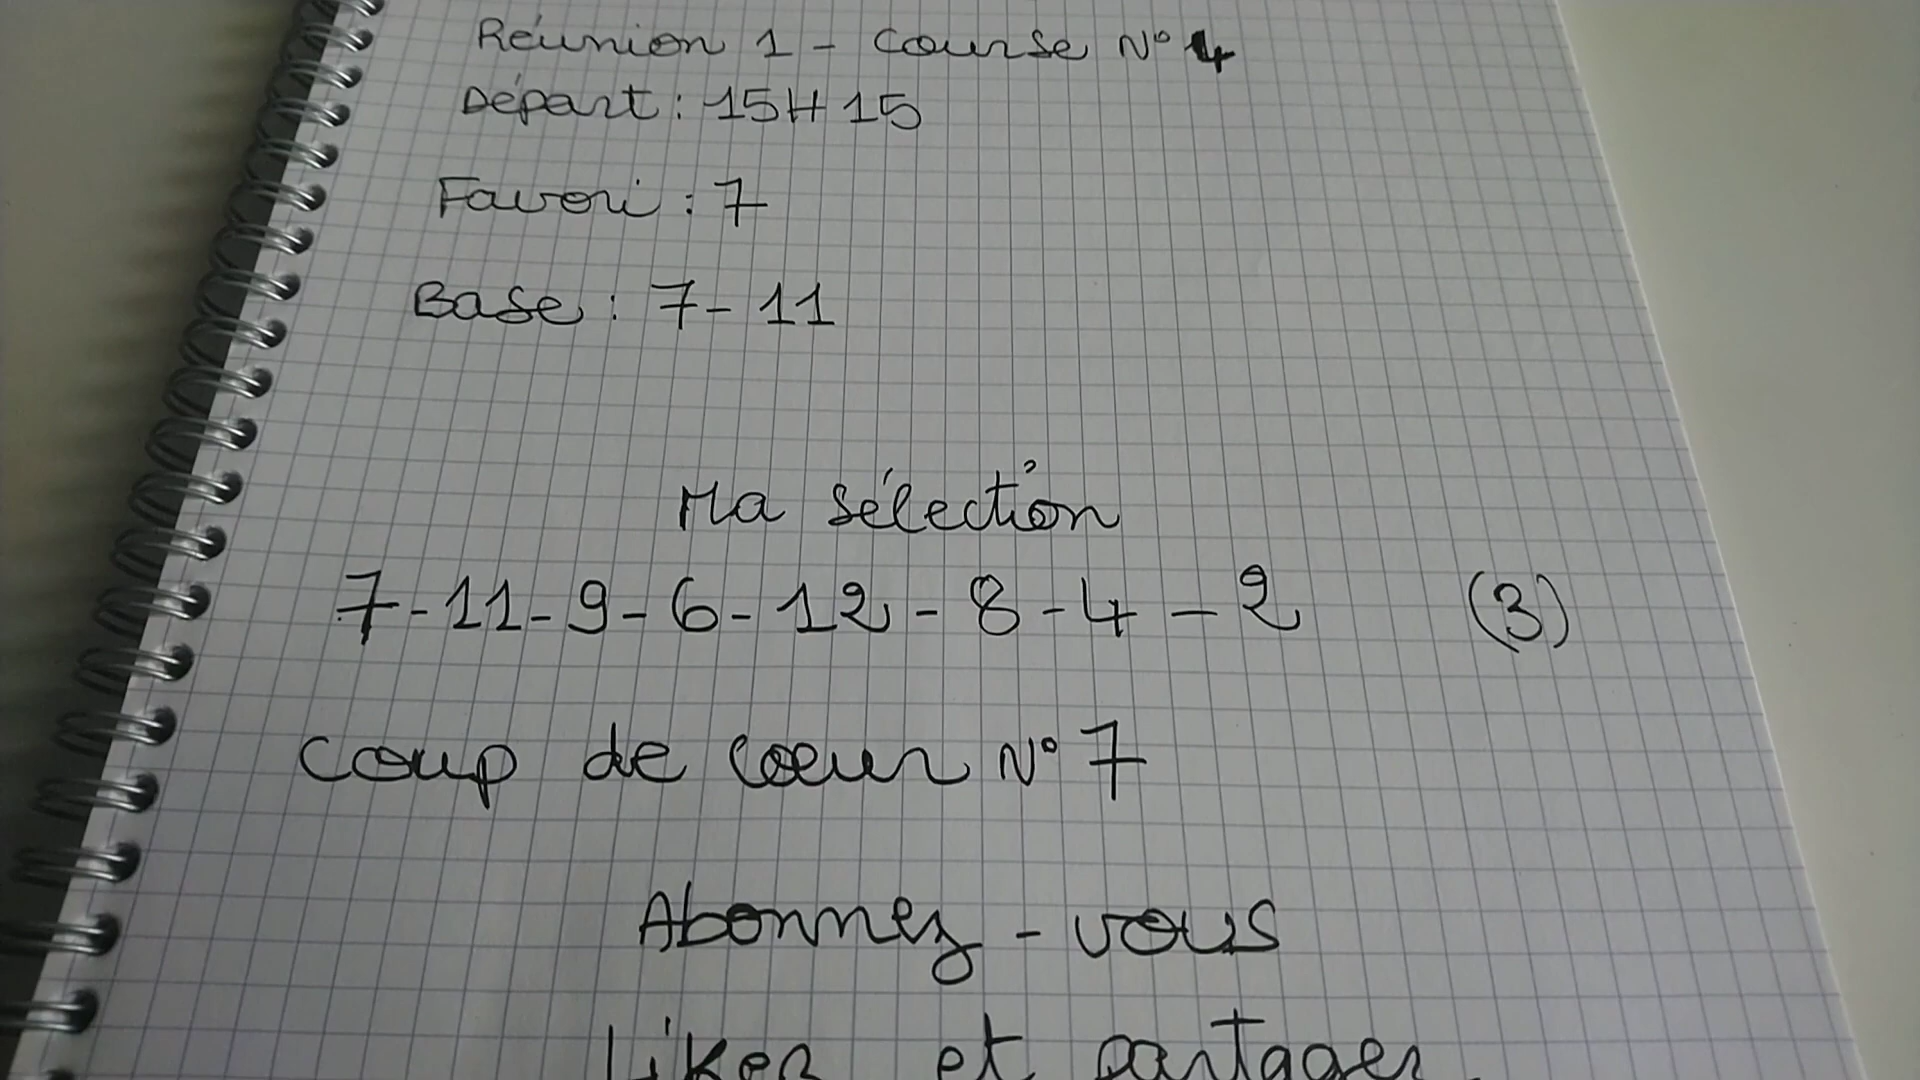 Réunion 1 - Course N° 4
Départ : 15H15
Favori : 7
Base : 7 - 11
Ma sélection
7 - 11 - 9 - 6 - 12 - 8 - 4 - 2 (3)
Coup de coeur N° 7
Abonnez - vous
liker et partager